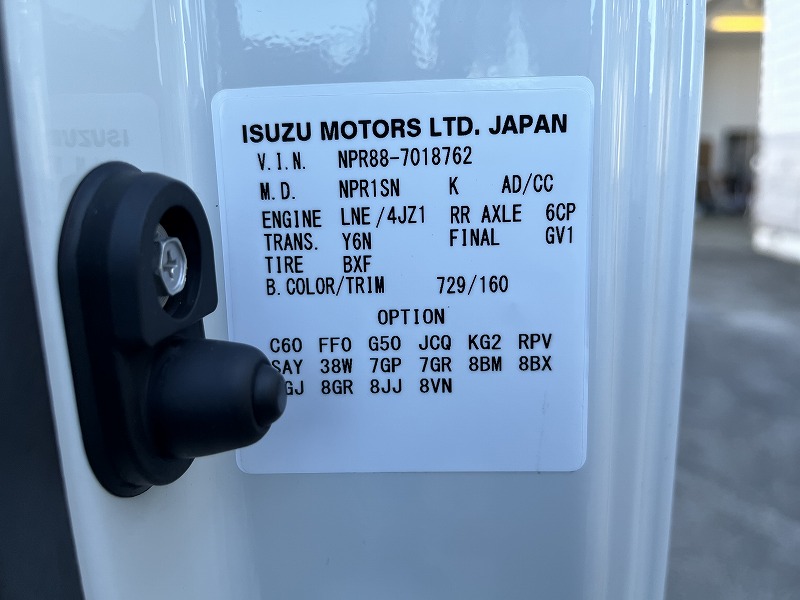 ISUZU MOTORS LTD. JAPAN
V.I.N. NPR88-7018762
M.D. NPR1SN K AD/CC
ENGINE LNE/4JZ1 RR AXLE 6CP
TRANS. Y6N FINAL GV1
TIRE BXF
B.COLOR/TRIM 729/160
OPTION
C60 FF0 G50 JCQ KG2 RPV
SAY 38W 7GP 7GR 8BM 8BX
8GR 8JJ 8VN
ISUZU